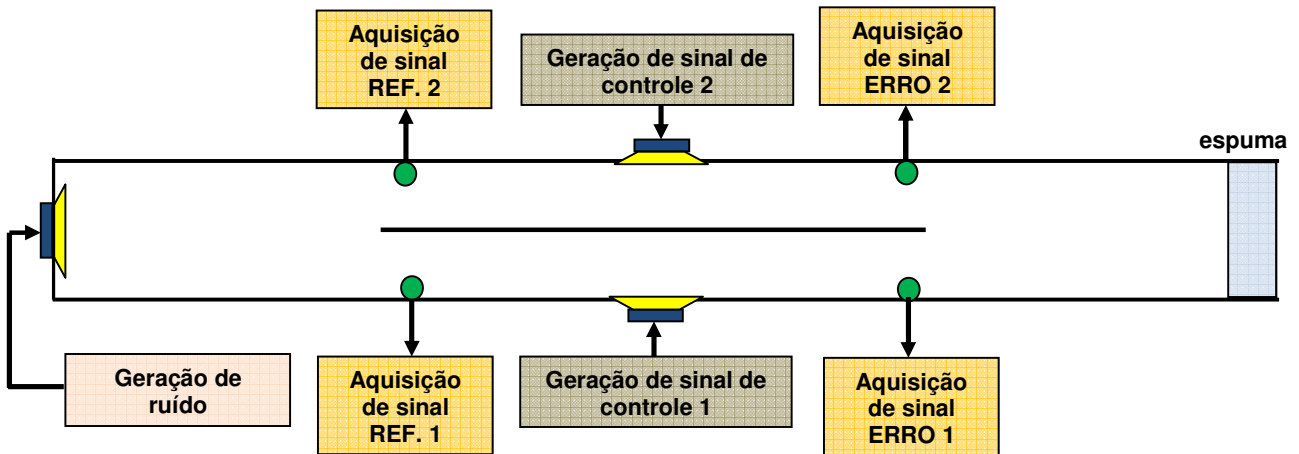 Aquisição
de sinal
REF. 2
Geração de sinal de
controle 2
Aquisição
de sinal
ERRO 2
espuma
Geração de
ruído
Aquisição
de sinal
REF. 1
Geração de sinal de
controle 1
Aquisição
de sinal
ERRO 1